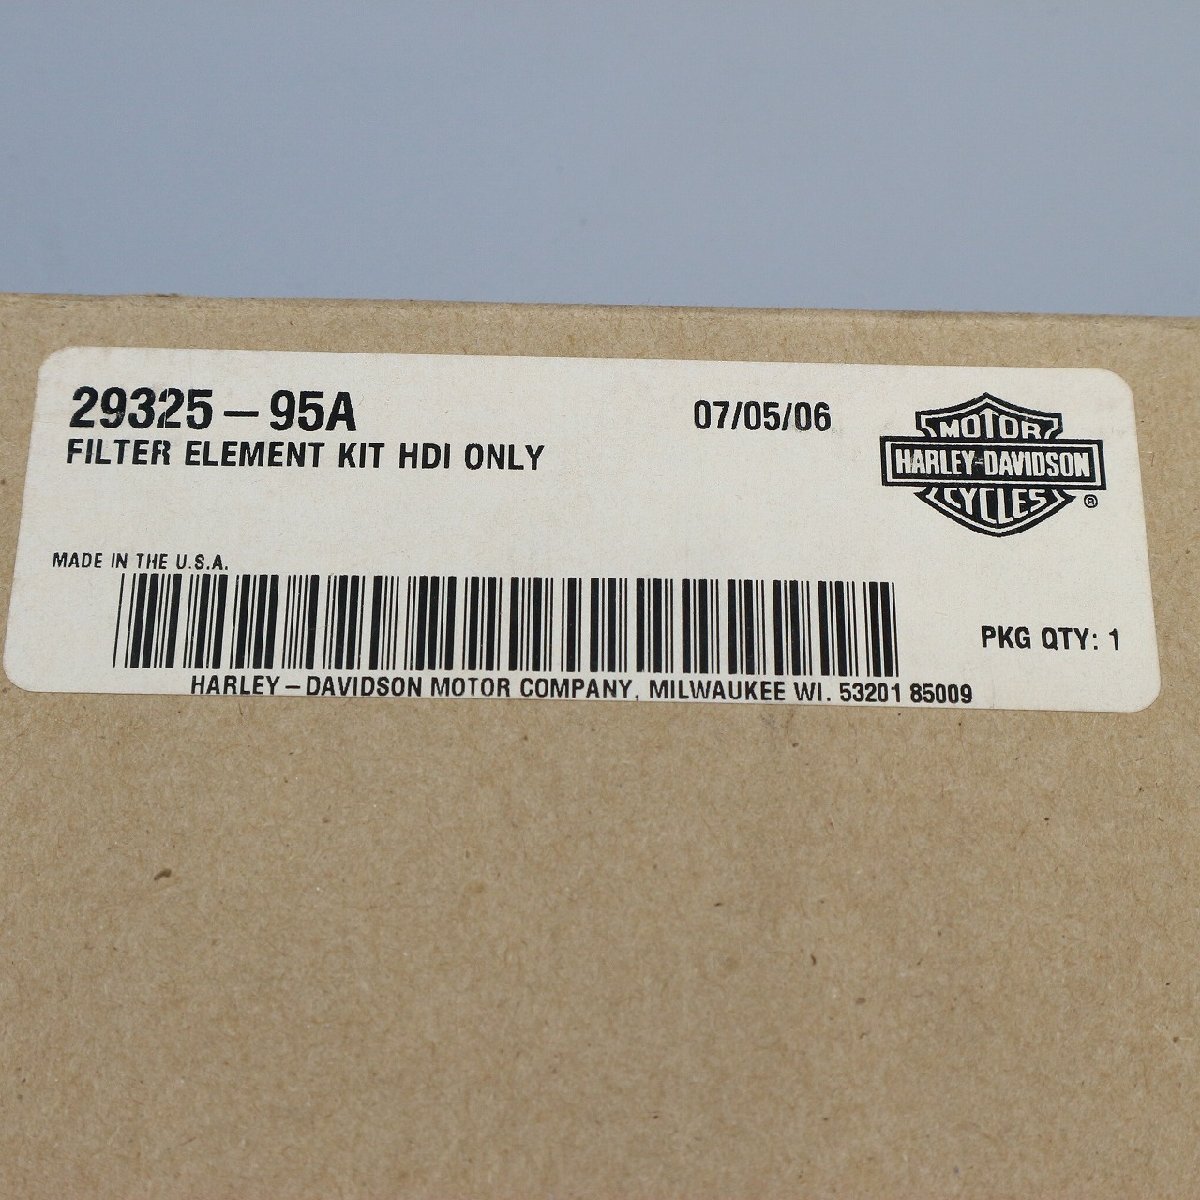 29325-95A
07/05/06
FILTER ELEMENT KIT HDI ONLY
MOTOR
HARLEY-DAVIDSON
CYCLES
®
MADE IN THE U.S.A.
PKG QTY: 1
HARLEY-DAVIDSON MOTOR COMPANY, MILWAUKEE WI. 53201 85009